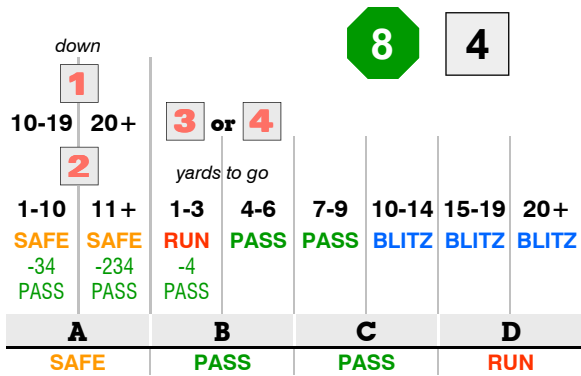 8 4
down
1
10-19 20+ 3 or 4
2 yards to go
1-10 11+ 1-3 4-6 7-9 10-14 15-19 20+
SAFE SAFE RUN PASS PASS BLITZ BLITZ BLITZ
-34 -234 -4
PASS PASS PASS
A B C D
SAFE PASS PASS RUN